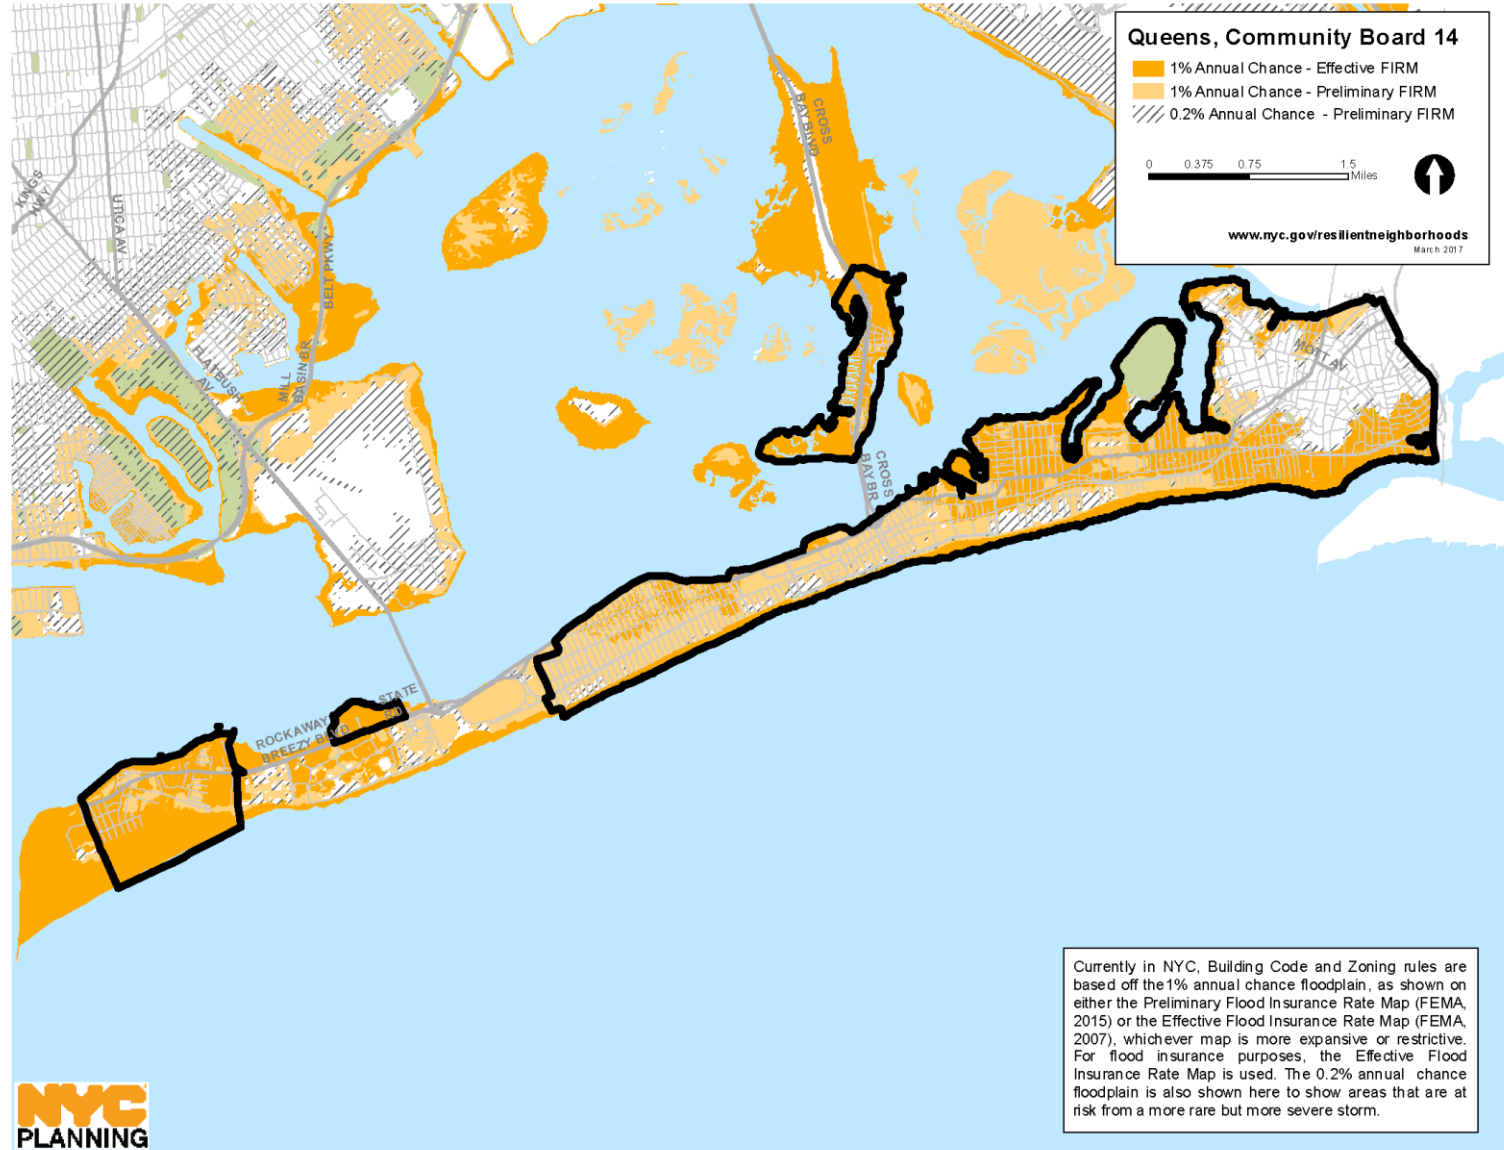 Queens, Community Board 14
1% Annual Chance - Effective FIRM
1% Annual Chance - Preliminary FIRM
0.2% Annual Chance - Preliminary FIRM
0 0.375 0.75 1.5
Miles
www.nyc.gov/resilientneighborhoods
March 2017
CROSS
BAY BLVD
KINGS
HWY
UTICA AV
BELT PKWY
FLATBUSH
AV
MILL
BASIN BR
MOTT AV
CROSS
BAY BR
STATE
RD
ROCKAWAY
BREEZY BLVD
Currently in NYC, Building Code and Zoning rules are
based off the 1% annual chance floodplain, as shown on
either the Preliminary Flood Insurance Rate Map (FEMA,
2015) or the Effective Flood Insurance Rate Map (FEMA,
2007), whichever map is more expansive or restrictive.
For flood insurance purposes, the Effective Flood
Insurance Rate Map is used. The 0.2% annual chance
floodplain is also shown here to show areas that are at
risk from a more rare but more severe storm.
NYC
PLANNING